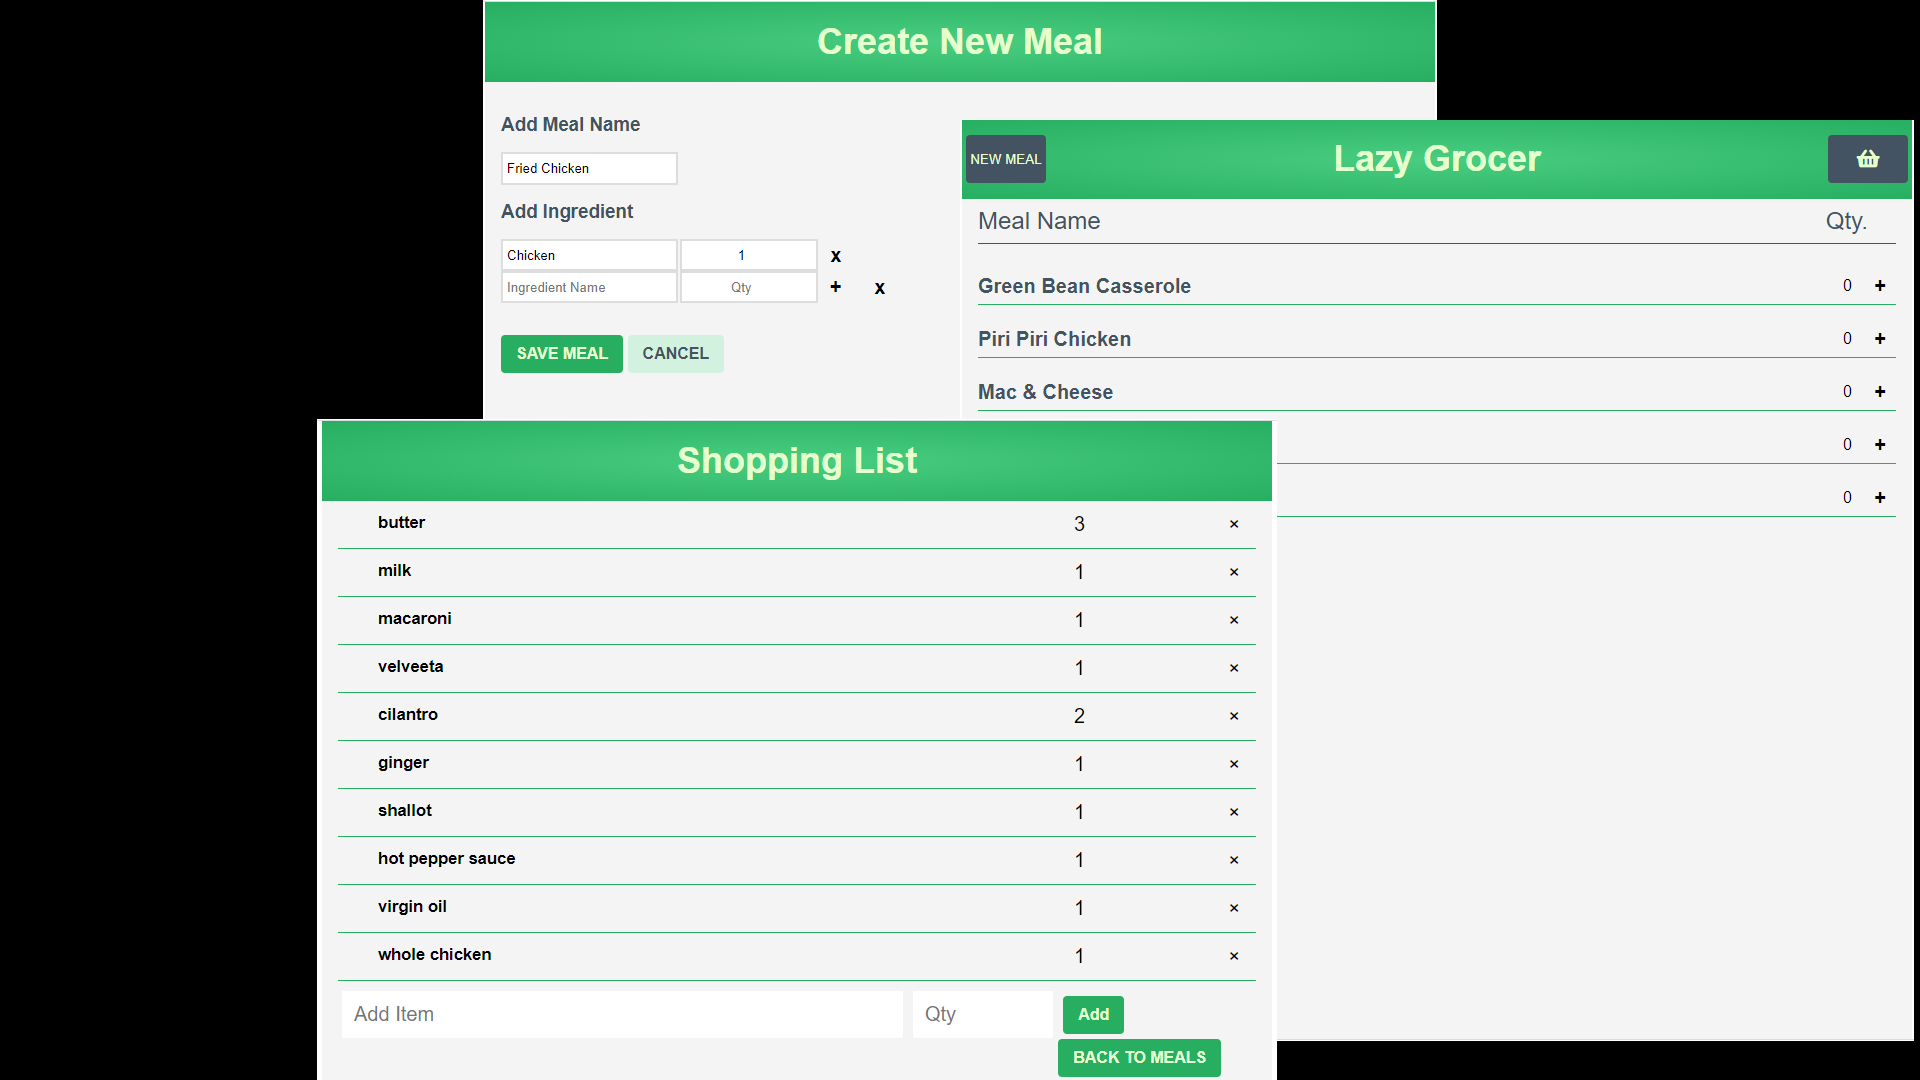 Create New Meal
Add Meal Name
Fried Chicken
Add Ingredient
Chicken 1 x
Ingredient Name Qty + x
SAVE MEAL CANCEL
NEW MEAL Lazy Grocer
Meal Name Qty.
Green Bean Casserole 0 +
Piri Piri Chicken 0 +
Mac & Cheese 0 +
0 +
0 +
Shopping List
butter 3 ×
milk 1 ×
macaroni 1 ×
velveeta 1 ×
cilantro 2 ×
ginger 1 ×
shallot 1 ×
hot pepper sauce 1 ×
virgin oil 1 ×
whole chicken 1 ×
Add Item Qty Add
BACK TO MEALS